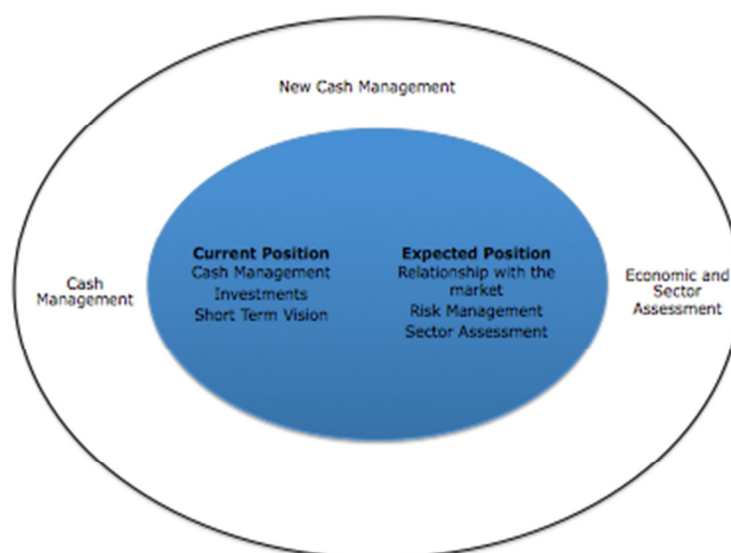 New Cash Management
Current Position
Cash Management
Investments
Short Term Vision
Expected Position
Relationship with the
market
Risk Management
Sector Assessment
Cash
Management
Economic and
Sector
Assessment